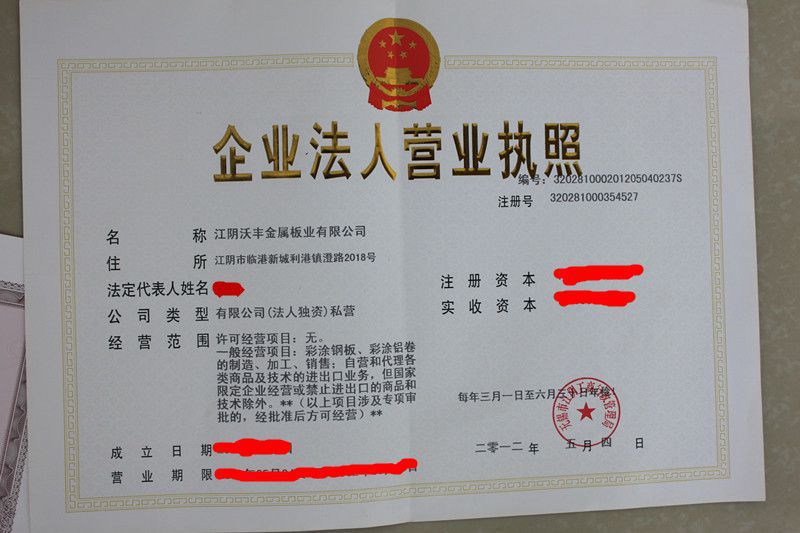 企业法人营业执照
编号：320281000201205040237S
注册号 320281000354527
名称 江阴沃丰金属板业有限公司
住所 江阴市临港新城利港镇澄路2018号
法定代表人姓名
注册资本
公司类型 有限公司(法人独资)私营
实收资本
经营范围 许可经营项目：无。
一般经营项目：彩涂钢板、彩涂铝卷
的制造、加工、销售；自营和代理各
类商品及技术的进出口业务，但国家
限定企业经营或禁止进出口的商品和
技术除外。**（以上项目涉及专项审
批的，经批准后方可经营）**
每年三月一日至六月三十日年检
成立日期
二零一二年五月四日
营业期限